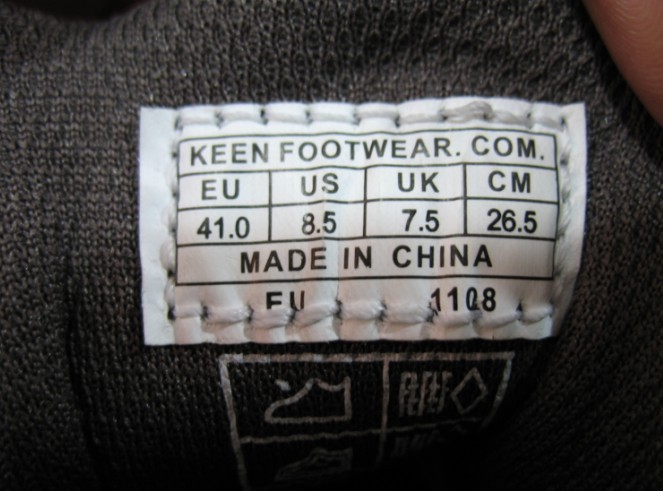 KEEN FOOTWEAR. COM.
EU US UK CM
41.0 8.5 7.5 26.5
MADE IN CHINA
EU 1108